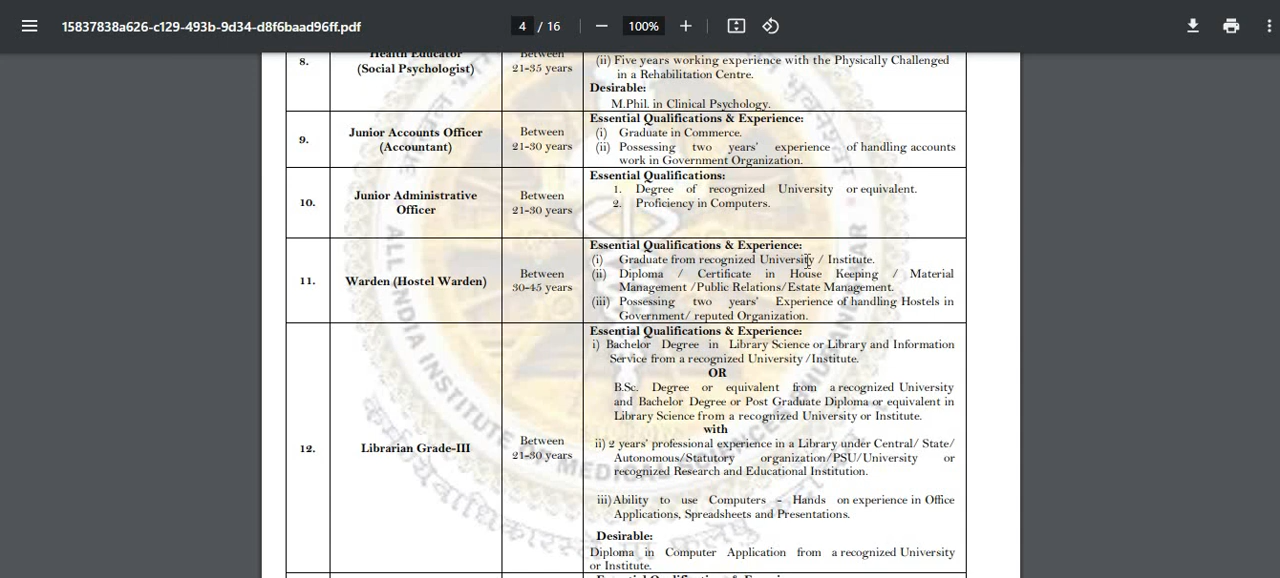 15837838a626-c129-493b-9d34-d8f6baad96ff.pdf
4 / 16
100%
8.
Health Educator
(Social Psychologist)
Between
21-35 years
(ii) Five years working experience with the Physically Challenged
in a Rehabilitation Centre.
Desirable:
M.Phil. in Clinical Psychology.
9.
Junior Accounts Officer
(Accountant)
Between
21-30 years
Essential Qualifications & Experience:
(i) Graduate in Commerce.
(ii) Possessing two years' experience of handling accounts
work in Government Organization.
10.
Junior Administrative
Officer
Between
21-30 years
Essential Qualifications:
1. Degree of recognized University or equivalent.
2. Proficiency in Computers.
11.
Warden (Hostel Warden)
Between
30-45 years
Essential Qualifications & Experience:
(i) Graduate from recognized University / Institute.
(ii) Diploma / Certificate in House Keeping / Material
Management /Public Relations/Estate Management.
(iii) Possessing two years' Experience of handling Hostels in
Government/ reputed Organization.
12.
Librarian Grade-III
Between
21-30 years
Essential Qualifications & Experience:
i) Bachelor Degree in Library Science or Library and Information
Service from a recognized University /Institute.
OR
B.Sc. Degree or equivalent from a recognized University
and Bachelor Degree or Post Graduate Diploma or equivalent in
Library Science from a recognized University or Institute.
with
ii) 2 years' professional experience in a Library under Central/ State/
Autonomous/Statutory organization/PSU/University or
recognized Research and Educational Institution.
iii) Ability to use Computers - Hands on experience in Office
Applications, Spreadsheets and Presentations.
Desirable:
Diploma in Computer Application from a recognized University
or Institute.
ALL INDIA INSTITUTE OF MEDICAL SCIENCES BHUBANESWAR